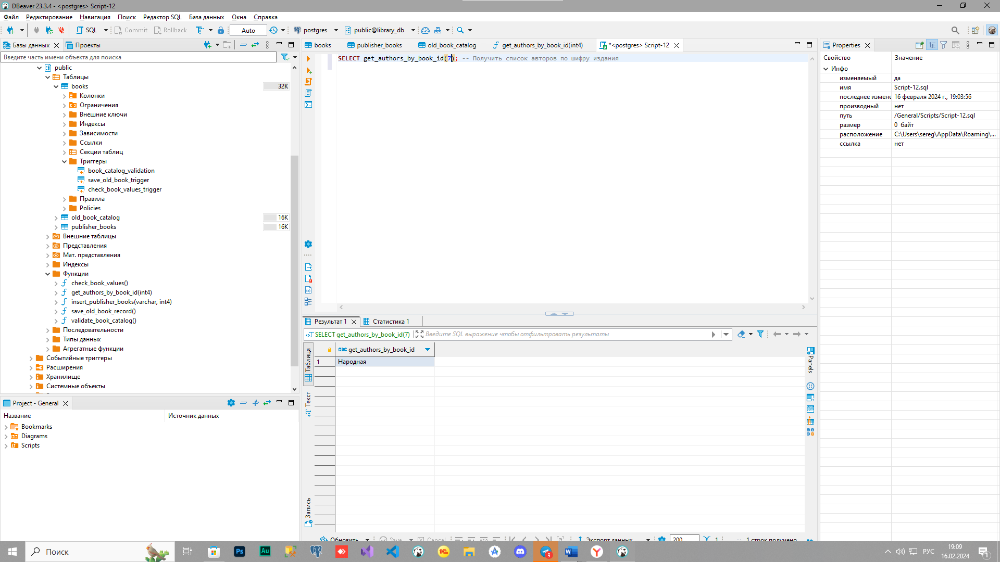 DBeaver 23.3.4 - <postgres> Script-12
Файл Редактирование Навигация Поиск Редактор SQL База данных Окна Справка
SQL Commit Rollback Auto postgres public@library_db
Базы данных Проекты
Введите часть имени объекта для поиска
public
Таблицы
books 32K
Колонки
Ограничения
Внешние ключи
Индексы
Зависимости
Ссылки
Секции таблиц
Триггеры
book_catalog_validation
save_old_book_trigger
check_book_values_trigger
Правила
Policies
old_book_catalog 16K
publisher_books 16K
Внешние таблицы
Представления
Мат. представления
Индексы
Функции
check_book_values()
get_authors_by_book_id(int4)
insert_publisher_books(varchar, int4)
save_old_book_record()
validate_book_catalog()
Последовательности
Типы данных
Агрегатные функции
Событийные триггеры
Расширения
Хранилище
Системные объекты
Project - General
Название Источник данных
Bookmarks
Diagrams
Scripts
books publisher_books old_book_catalog get_authors_by_book_id(int4) *<postgres> Script-12
SELECT get_authors_by_book_id(7); -- Получить список авторов по шифру издания
Результат 1 Статистика 1
SELECT get_authors_by_book_id(7) Введите SQL выражение чтобы отфильтровать результаты
Таблица
Текст
Запись
ABC get_authors_by_book_id
1 Народная
Panels
Обновить Save Cancel Экспорт данных 200 1 1 строк получено
Properties
Свойство Значение
Инфо
изменяемый да
имя Script-12.sql
последнее измене 16 февраля 2024 г., 19:03:56
производный нет
путь /General/Scripts/Script-12.sql
размер 0 байт
расположение C:\Users\sereg\AppData\Roaming\...
ссылка нет
Поиск
Ps
Au
1С
9
W
Y
РУС
19:09
16.02.2024
1